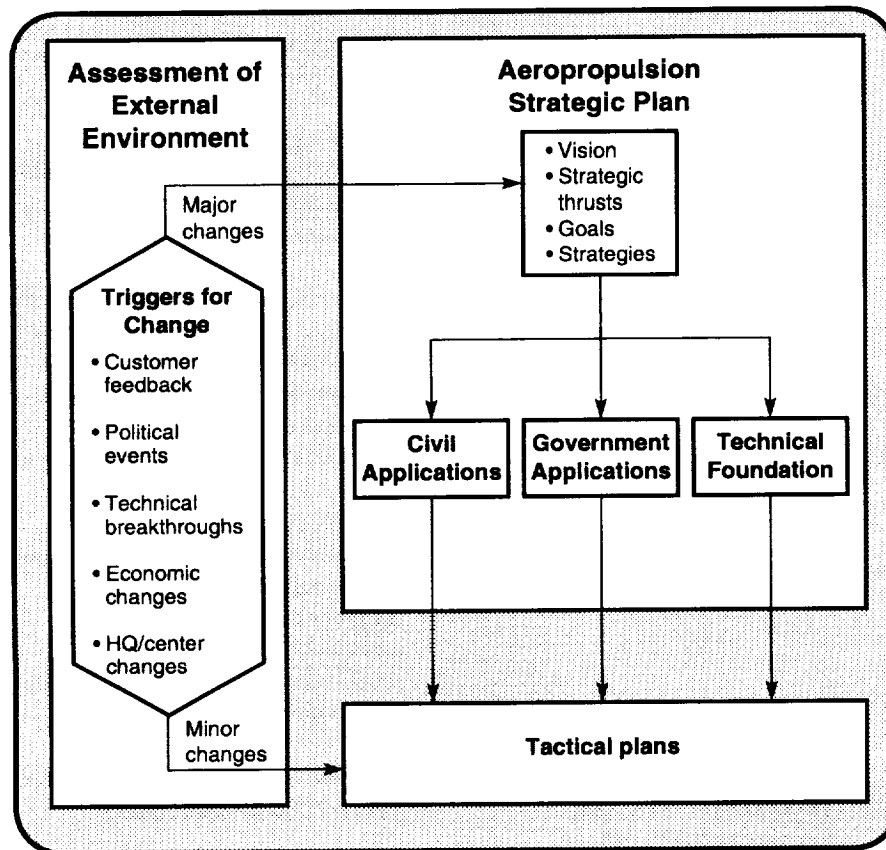 Assessment of
External
Environment
Major
changes
Triggers for
Change
• Customer
feedback
• Political
events
• Technical
breakthroughs
• Economic
changes
• HQ/center
changes
Minor
changes
Aeropropulsion
Strategic Plan
• Vision
• Strategic
thrusts
• Goals
• Strategies
Civil
Applications
Government
Applications
Technical
Foundation
Tactical plans